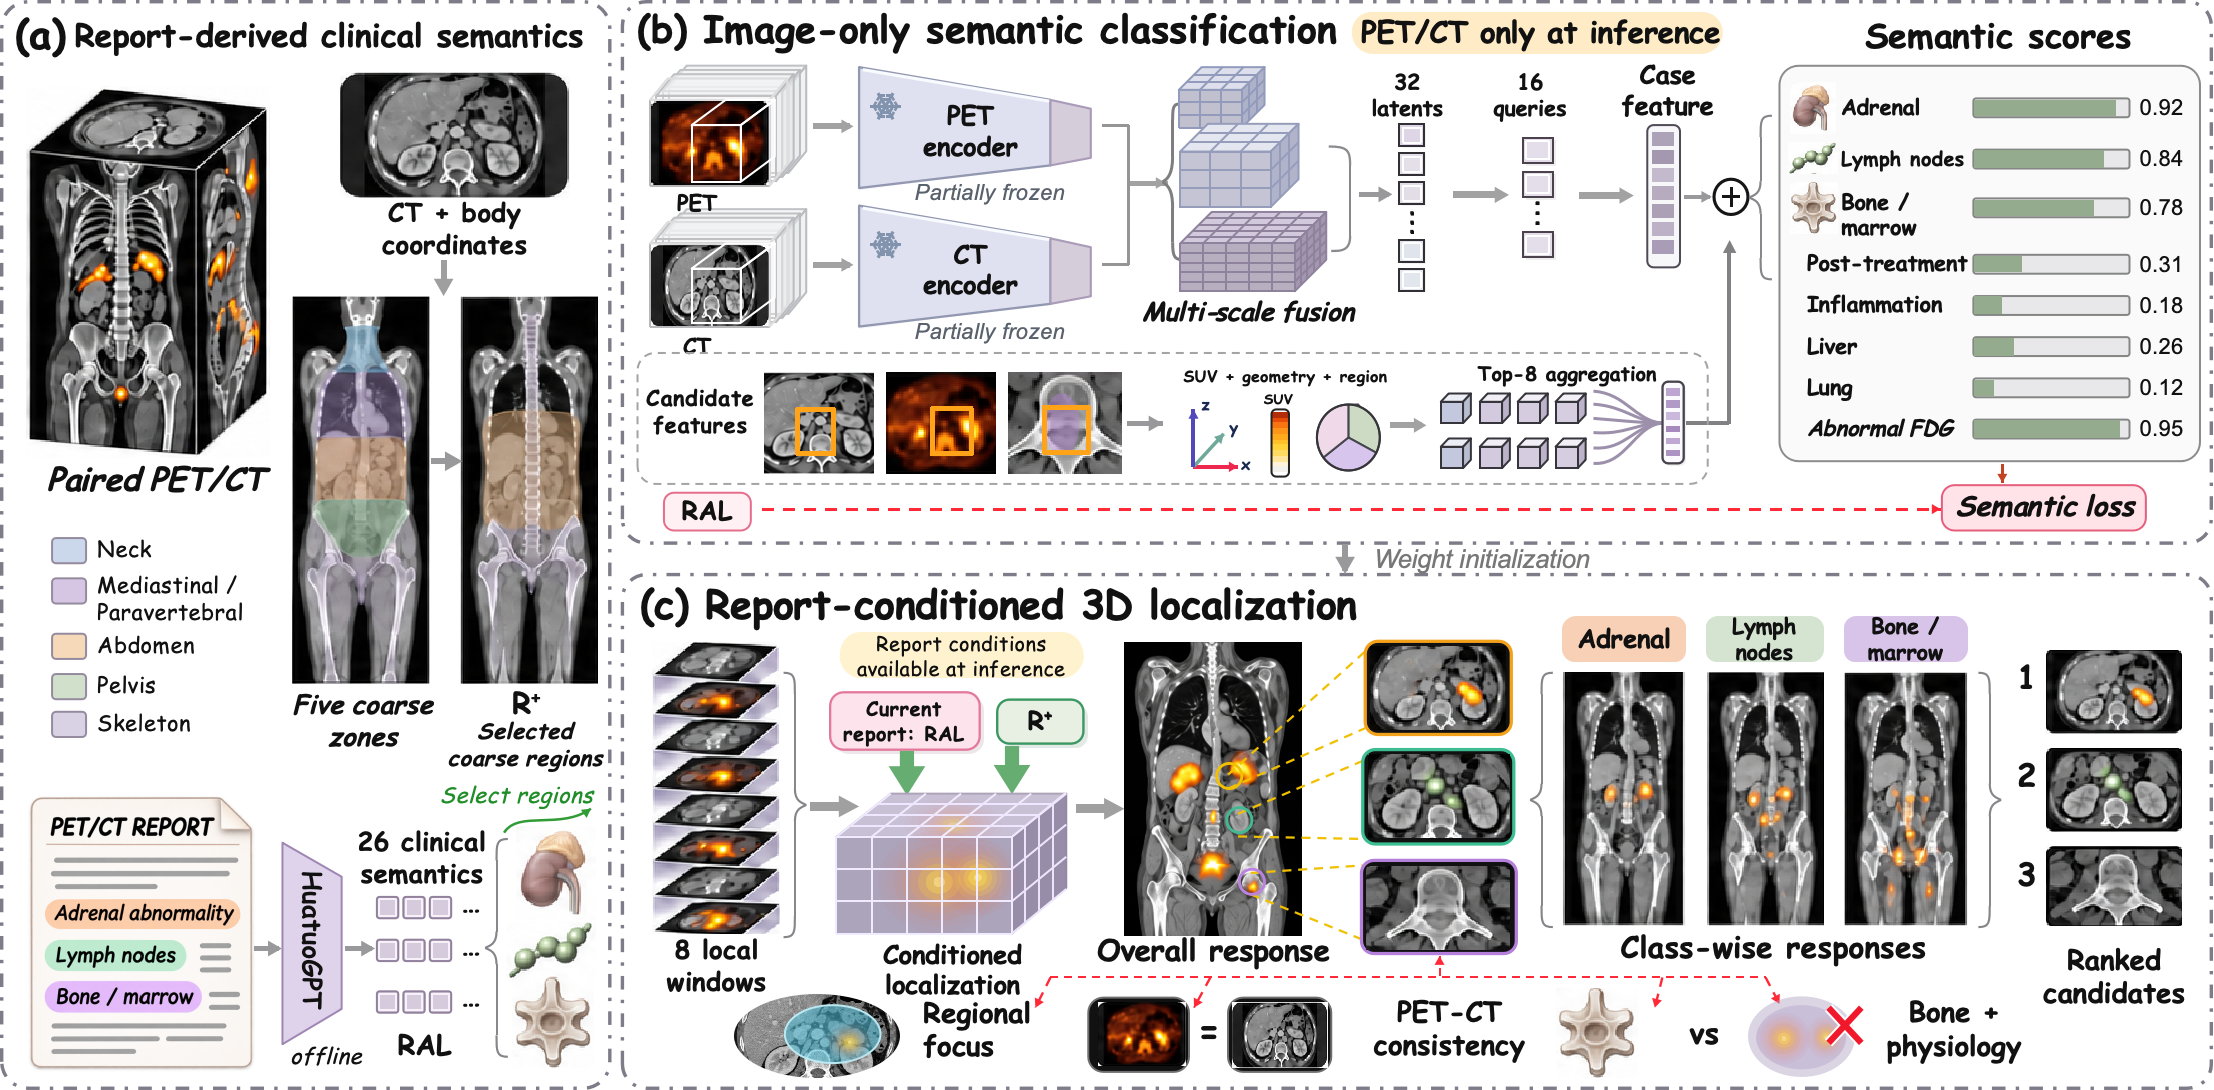 (a) Report-derived clinical semantics
Paired PET/CT
CT + body
coordinates
Neck
Mediastinal /
Paravertebral
Abdomen
Pelvis
Skeleton
Five coarse
zones
R⁺
Selected
coarse regions
Select regions
PET/CT REPORT
Adrenal abnormality
Lymph nodes
Bone / marrow
HuatuoGPT
offline
26 clinical
semantics
...
...
...
RAL
(b) Image-only semantic classification
PET/CT only at inference
PET
CT
PET
encoder
Partially frozen
CT
encoder
Partially frozen
Multi-scale fusion
32
latents
16
queries
Case
feature
Semantic scores
Adrenal 0.92
Lymph nodes 0.84
Bone /
marrow 0.78
Post-treatment 0.31
Inflammation 0.18
Liver 0.26
Lung 0.12
Abnormal FDG 0.95
Candidate
features
SUV + geometry + region
z
y
x
SUV
Top-8 aggregation
RAL
Semantic loss
Weight initialization
(c) Report-conditioned 3D localization
8 local
windows
Report conditions
available at inference
Current
report: RAL
R⁺
Conditioned
localization
Overall response
Adrenal
Lymph
nodes
Bone /
marrow
Class-wise responses
1
2
3
Ranked
candidates
Regional
focus
=
PET-CT
consistency
vs
Bone +
physiology